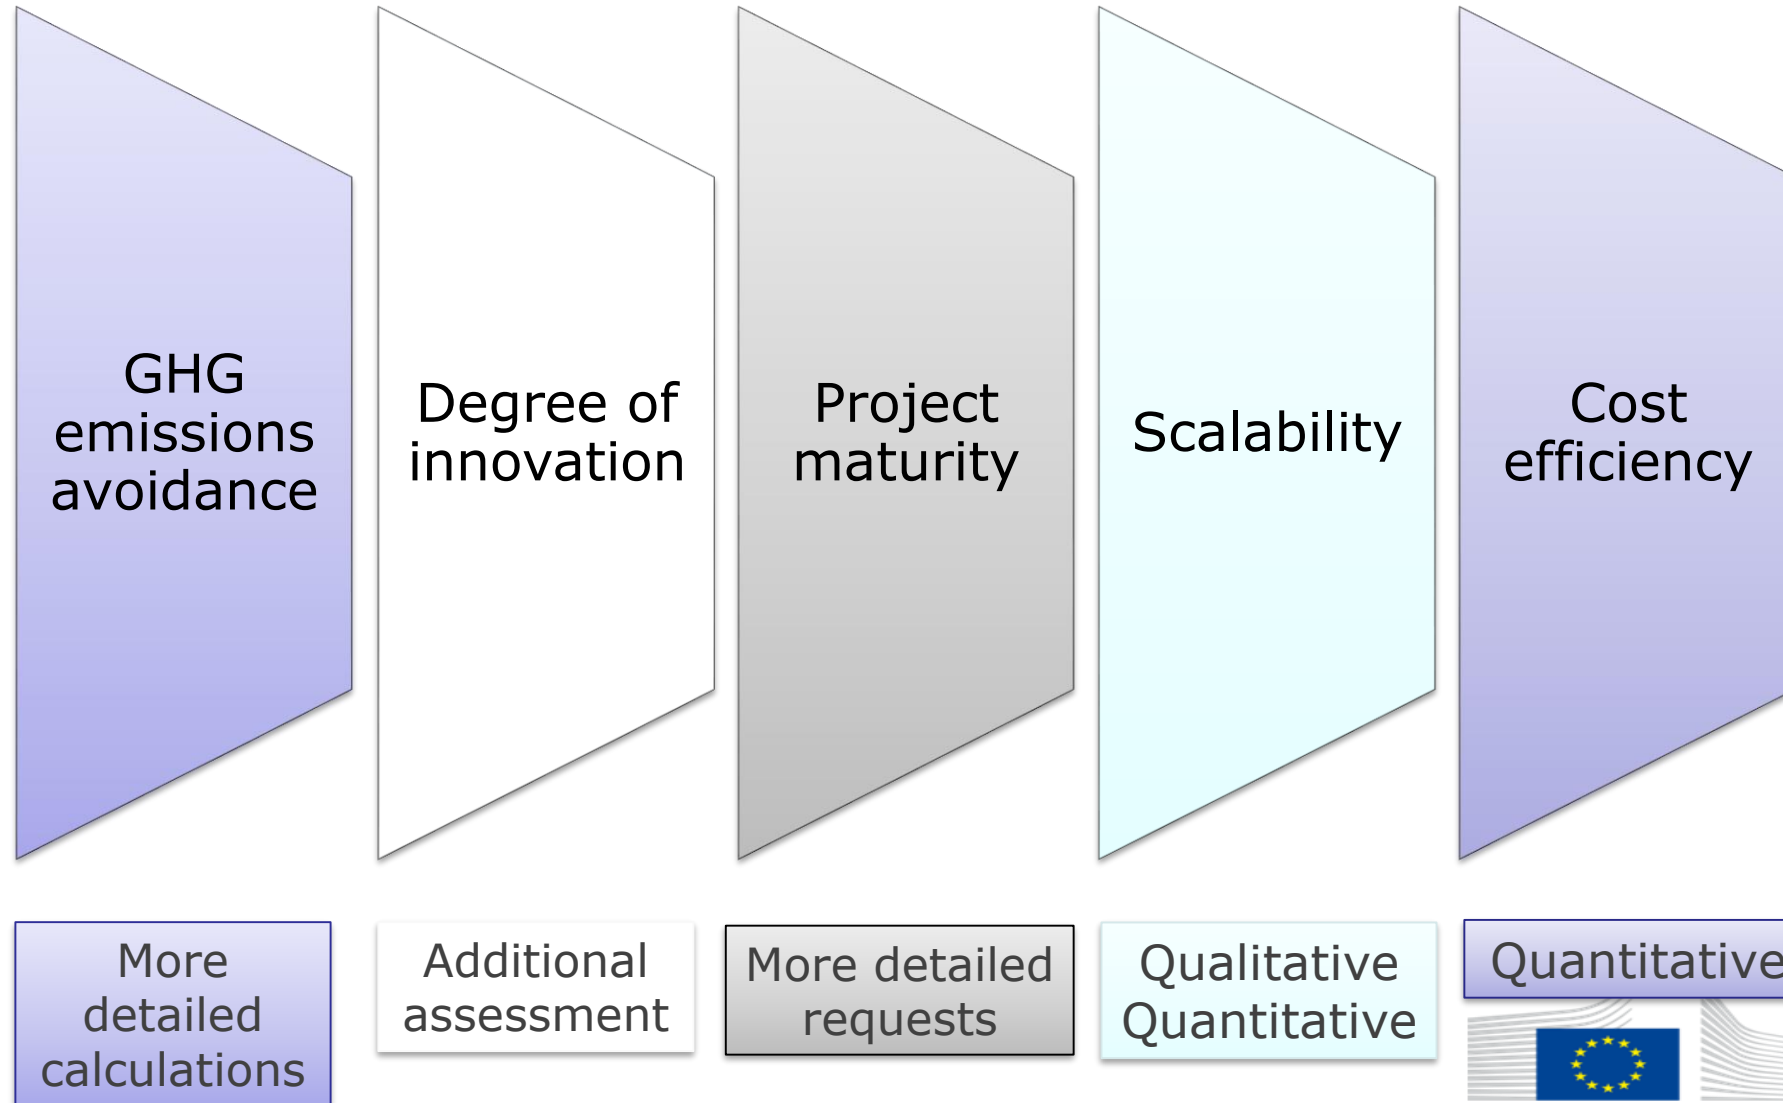 GHG
emissions
avoidance
Degree of
innovation
Project
maturity
Scalability
Cost
efficiency
More
detailed
calculations
Additional
assessment
More detailed
requests
Qualitative
Quantitative
Quantitative